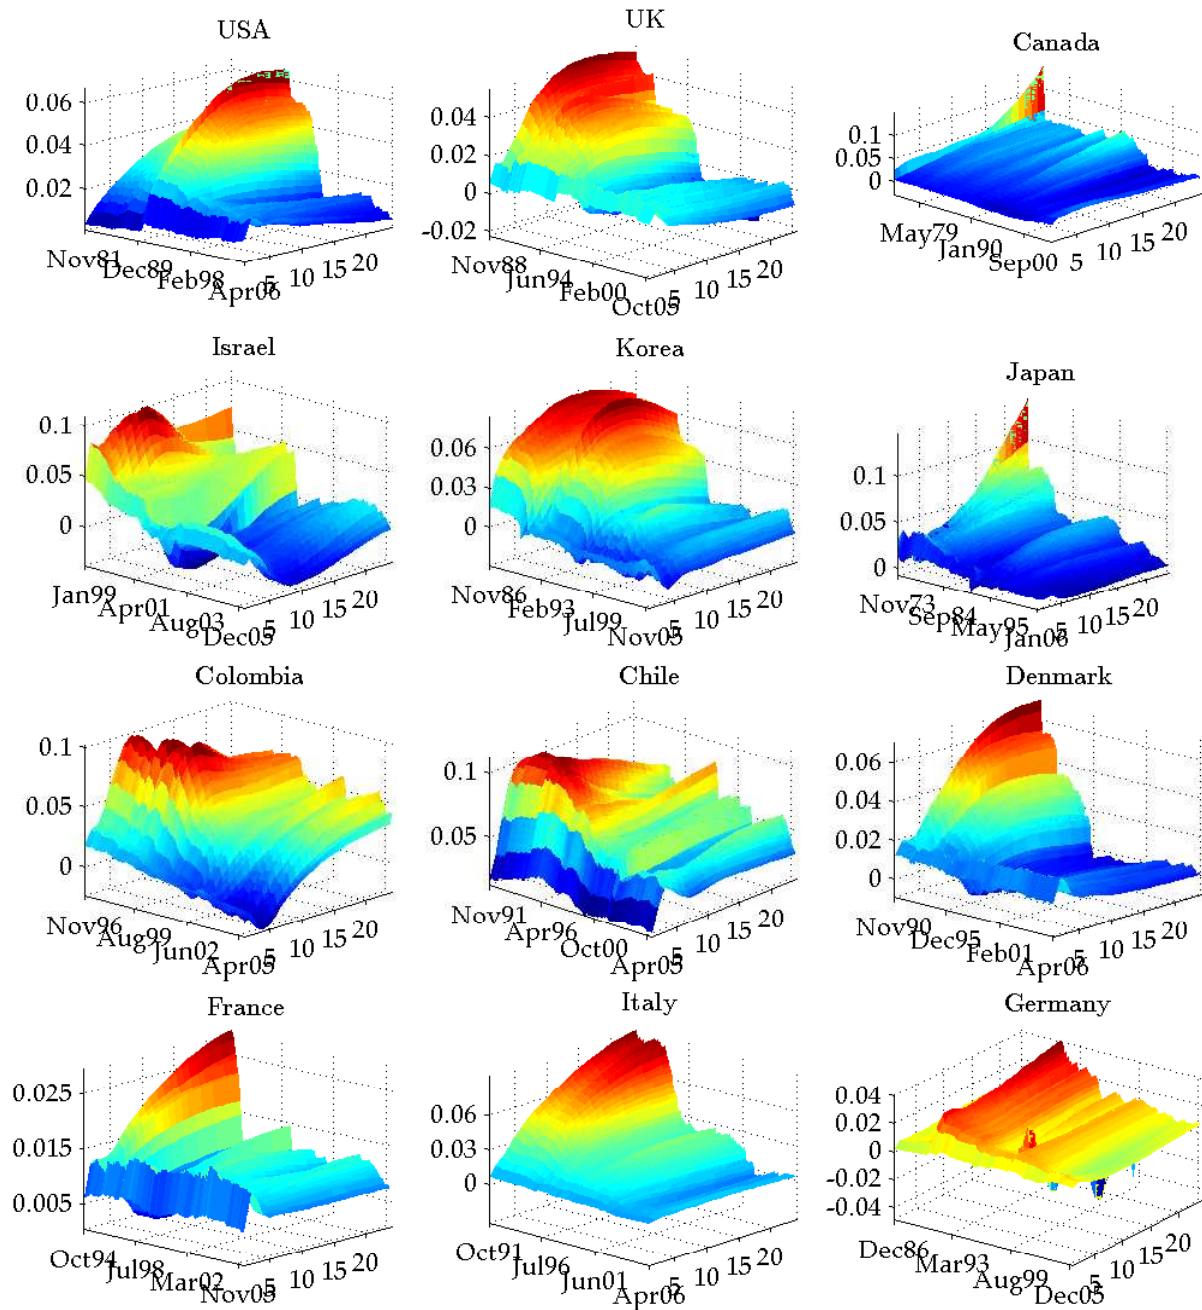 USA
0.06
0.04
0.02
Nov81
Dec89
Feb98
Apr06
5
10
15
20
UK
0.04
0.02
0
-0.02
Nov88
Jun94
Feb00
Oct05
5
10
15
20
Canada
0.1
0.05
0
May79
Jan90
Sep00
5
10
15
20
Israel
0.1
0.05
0
Jan99
Apr01
Aug03
Dec05
5
10
15
20
Korea
0.06
0.03
0
Nov86
Feb93
Jul99
Nov05
5
10
15
20
Japan
0.1
0.05
0
Nov73
Sep84
May95
Jan06
5
10
15
20
Colombia
0.1
0.05
0
Nov96
Aug99
Jun02
Apr05
5
10
15
20
Chile
0.1
0.05
Nov91
Apr96
Oct00
Apr05
5
10
15
20
Denmark
0.06
0.04
0.02
0
Nov90
Dec95
Feb01
Apr06
5
10
15
20
France
0.025
0.015
0.005
Oct94
Jul98
Mar02
Nov05
5
10
15
20
Italy
0.06
0.03
0
Oct91
Jul96
Jun01
Apr06
5
10
15
20
Germany
0.04
0.02
0
-0.02
-0.04
Dec86
Mar93
Aug99
Dec05
5
10
15
20